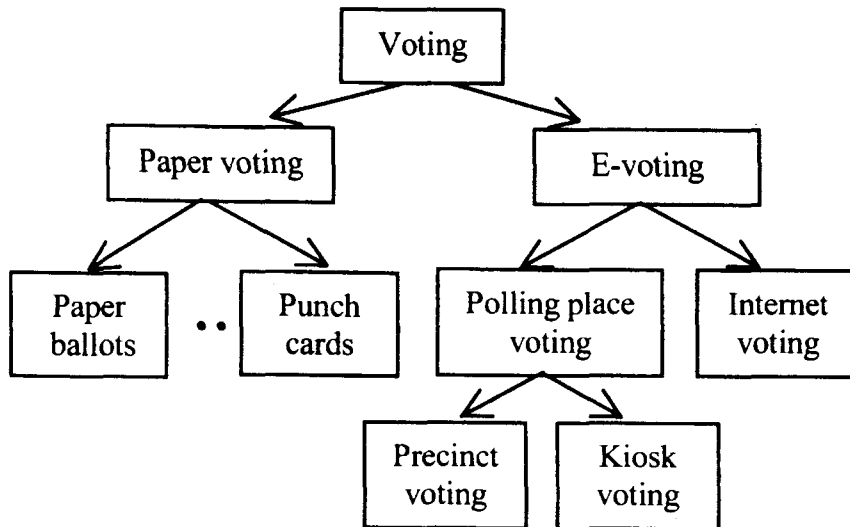 Voting
Paper voting
E-voting
Paper
ballots
Punch
cards
Polling place
voting
Internet
voting
Precinct
voting
Kiosk
voting